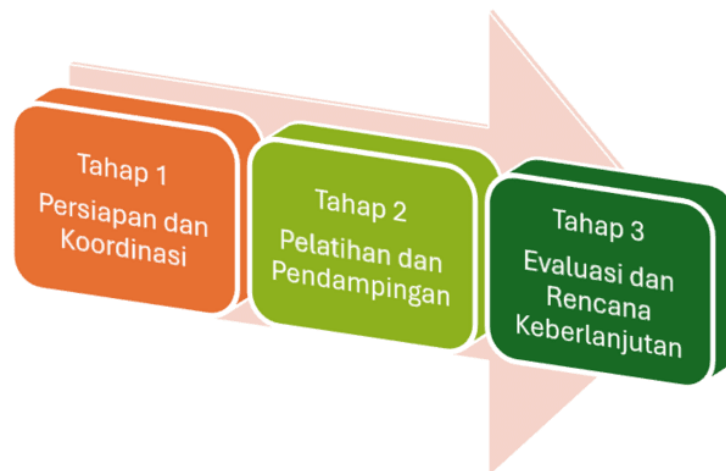 Tahap 1
Persiapan dan
Koordinasi
Tahap 2
Pelatihan dan
Pendampingan
Tahap 3
Evaluasi dan
Rencana
Keberlanjutan